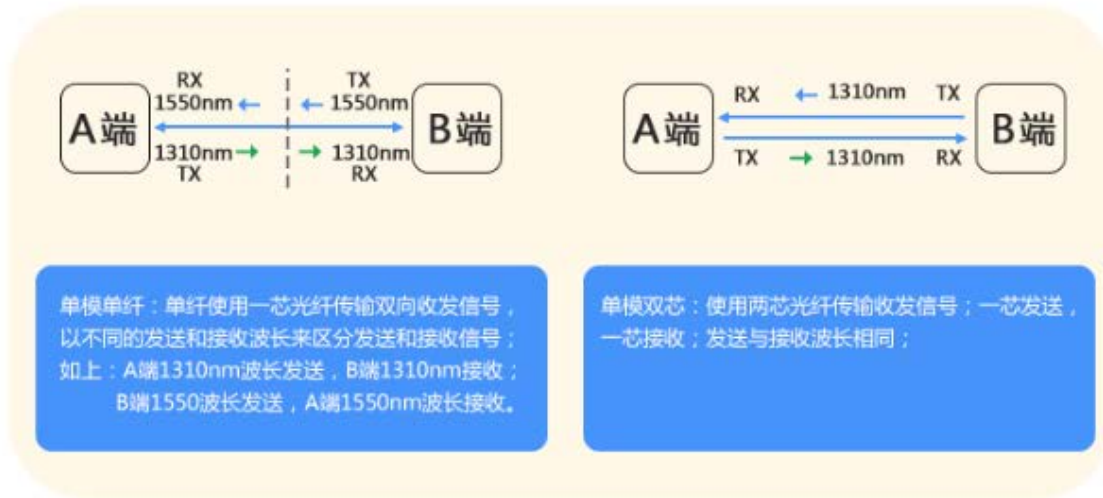 RX
TX
1550nm
1550nm
A端
B端
1310nm
1310nm
TX
RX
RX
1310nm
TX
A端
B端
TX
1310nm
RX
单模单纤：单纤使用一芯光纤传输双向收发信号，
以不同的发送和接收波长来区分发送和接收信号；
如上：A端1310nm波长发送，B端1310nm接收；
B端1550波长发送，A端1550nm波长接收。
单模双芯：使用两芯光纤传输收发信号；一芯发送，
一芯接收；发送与接收波长相同；